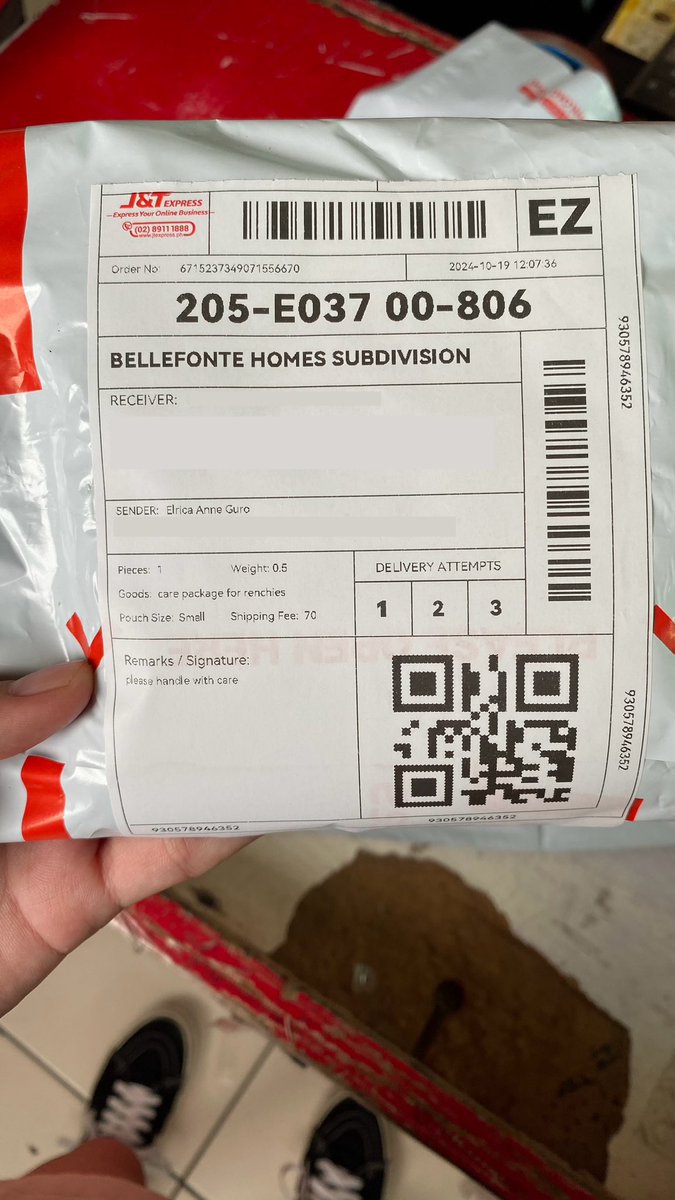 J&T EXPRESS
Express Your Online Business
(02) 8911 1888
www.jtexpress.ph
EZ
Order No: 6715237349071556670
2024-10-19 12:07:36
205-E037 00-806
BELLEFONTE HOMES SUBDIVISION
RECEIVER:
SENDER: Elrica Anne Guro
Pieces: 1 Weight: 0.5
Goods: care package for renchies
Pouch Size: Small Shipping Fee: 70
DELIVERY ATTEMPTS
1 2 3
Remarks / Signature:
please handle with care
930578946352
930578946352
930578946352
930578946352